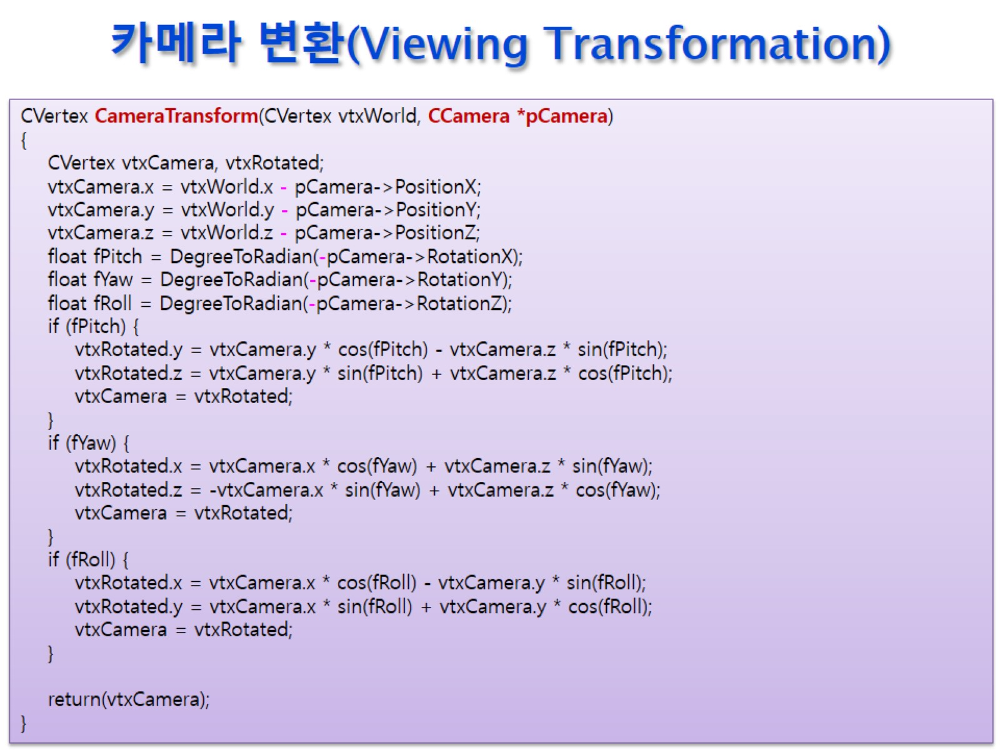 카메라 변환(Viewing Transformation)
CVertex CameraTransform(CVertex vtxWorld, CCamera *pCamera)
{
CVertex vtxCamera, vtxRotated;
vtxCamera.x = vtxWorld.x - pCamera->PositionX;
vtxCamera.y = vtxWorld.y - pCamera->PositionY;
vtxCamera.z = vtxWorld.z - pCamera->PositionZ;
float fPitch = DegreeToRadian(-pCamera->RotationX);
float fYaw = DegreeToRadian(-pCamera->RotationY);
float fRoll = DegreeToRadian(-pCamera->RotationZ);
if (fPitch) {
vtxRotated.y = vtxCamera.y * cos(fPitch) - vtxCamera.z * sin(fPitch);
vtxRotated.z = vtxCamera.y * sin(fPitch) + vtxCamera.z * cos(fPitch);
vtxCamera = vtxRotated;
}
if (fYaw) {
vtxRotated.x = vtxCamera.x * cos(fYaw) + vtxCamera.z * sin(fYaw);
vtxRotated.z = -vtxCamera.x * sin(fYaw) + vtxCamera.z * cos(fYaw);
vtxCamera = vtxRotated;
}
if (fRoll) {
vtxRotated.x = vtxCamera.x * cos(fRoll) - vtxCamera.y * sin(fRoll);
vtxRotated.y = vtxCamera.x * sin(fRoll) + vtxCamera.y * cos(fRoll);
vtxCamera = vtxRotated;
}
return(vtxCamera);
}